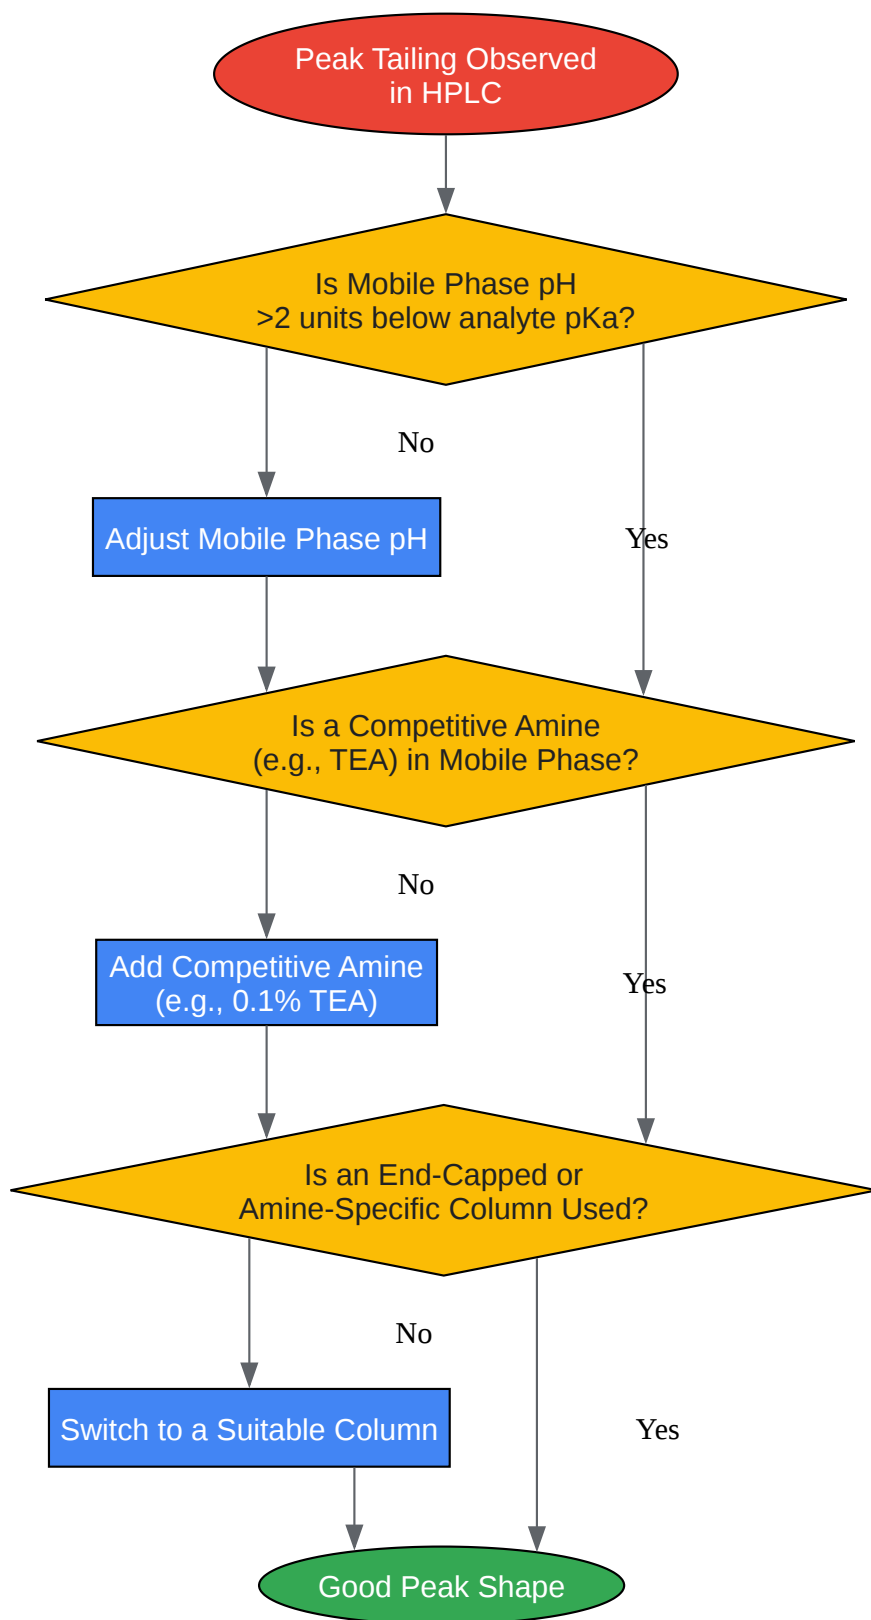 Peak Tailing Observed
in HPLC
Is Mobile Phase pH
>2 units below analyte pKa?
No
Adjust Mobile Phase pH
Yes
Is a Competitive Amine
(e.g., TEA) in Mobile Phase?
No
Add Competitive Amine
(e.g., 0.1% TEA)
Yes
Is an End-Capped or
Amine-Specific Column Used?
No
Switch to a Suitable Column
Yes
Good Peak Shape